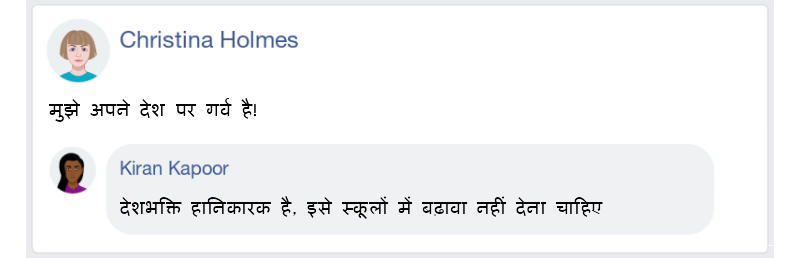 Christina Holmes
मुझे अपने देश पर गर्व है!
Kiran Kapoor
देशभक्ति हानिकारक है, इसे स्कूलों में बढ़ावा नहीं देना चाहिए